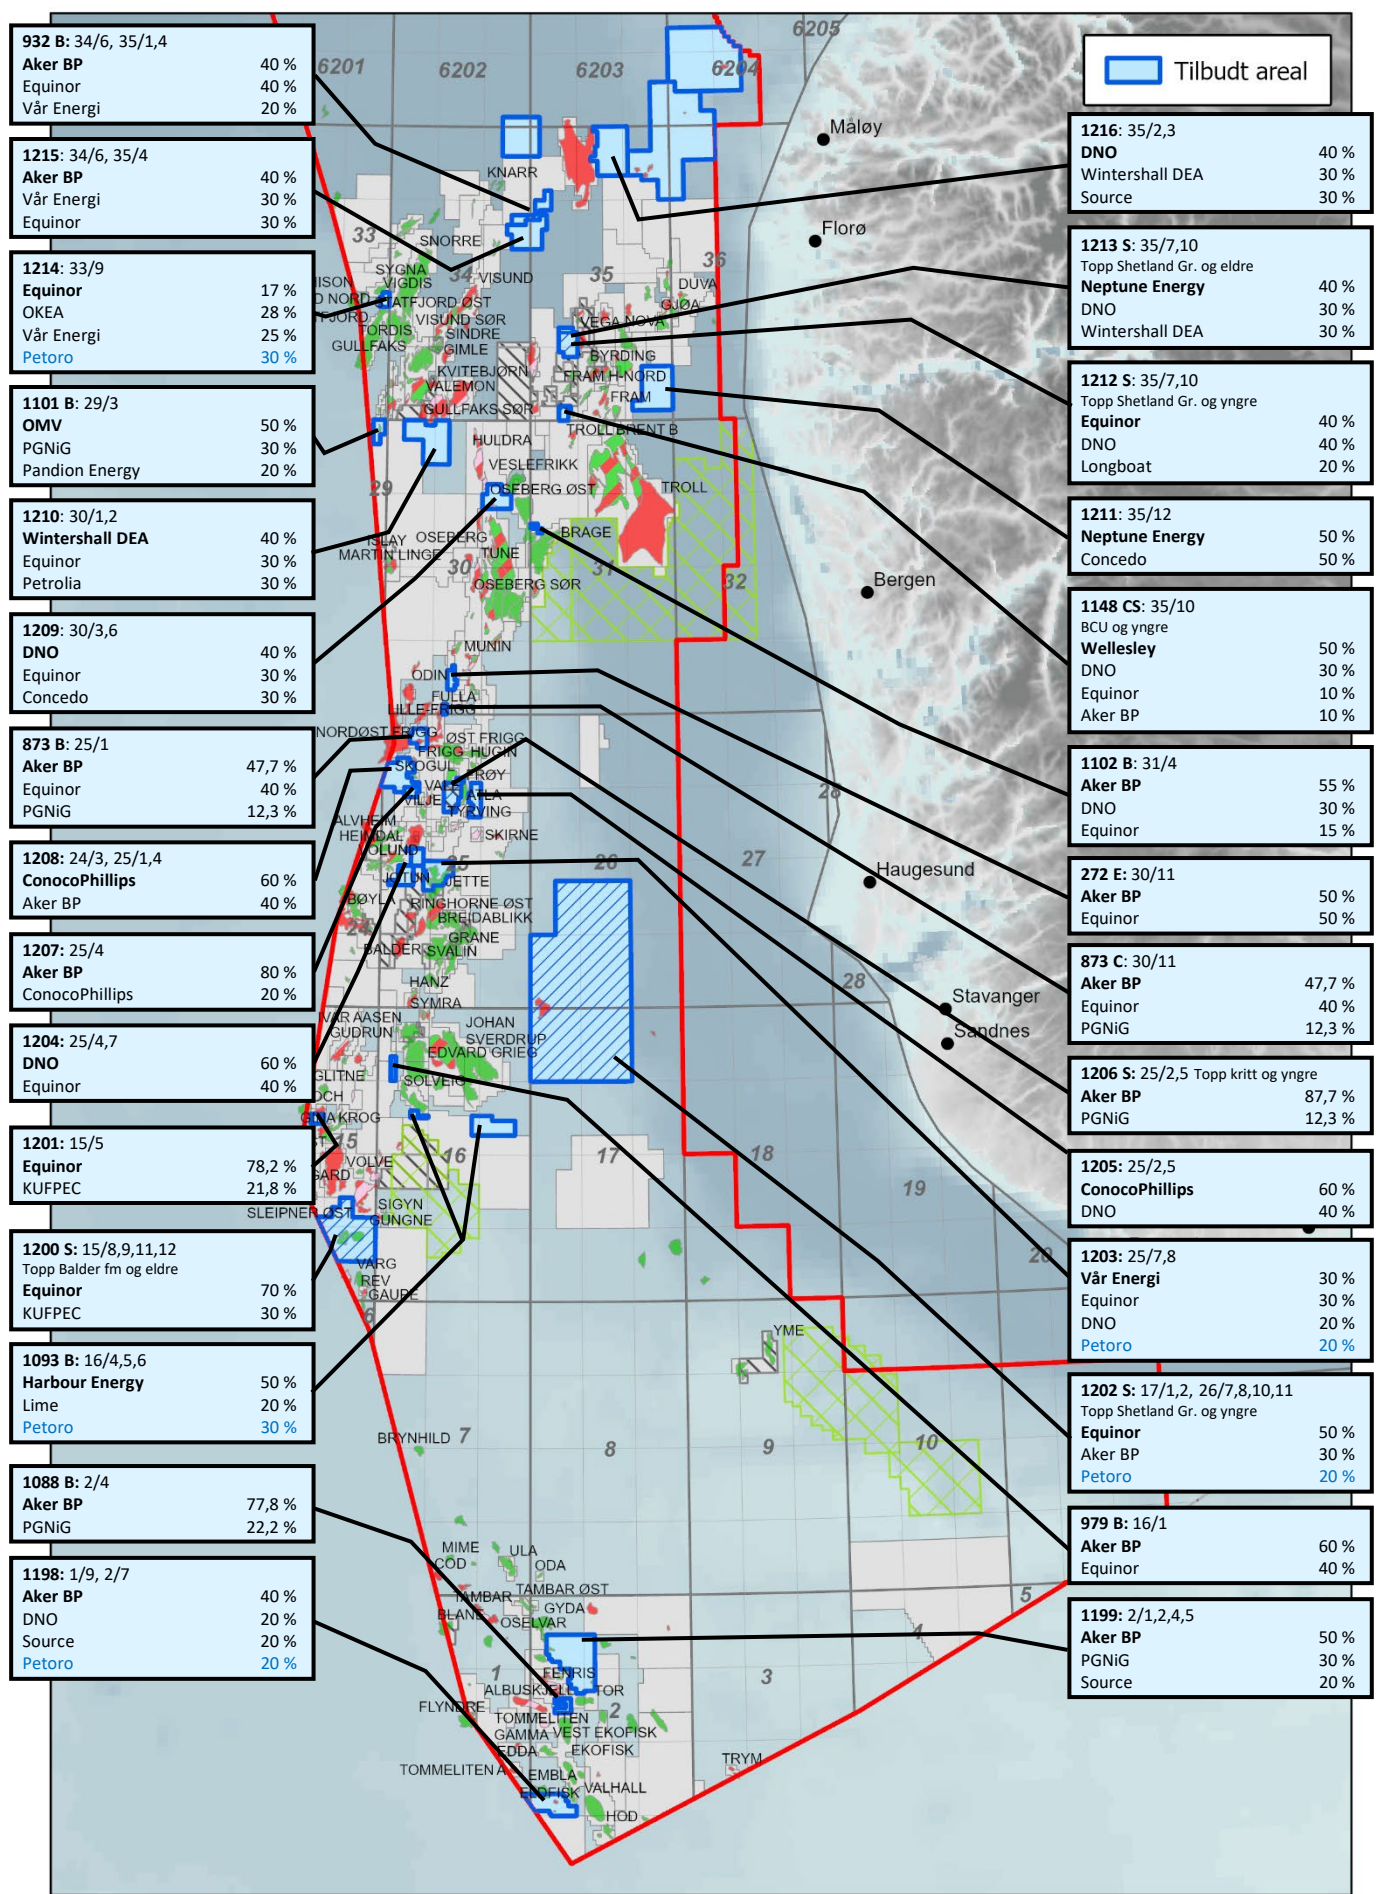 932 B: 34/6, 35/1,4
Aker BP 40 %
Equinor 40 %
Vår Energi 20 %
1215: 34/6, 35/4
Aker BP 40 %
Vår Energi 30 %
Equinor 30 %
1214: 33/9
Equinor 17 %
OKEA 28 %
Vår Energi 25 %
Petoro 30 %
1101 B: 29/3
OMV 50 %
PGNiG 30 %
Pandion Energy 20 %
1210: 30/1,2
Wintershall DEA 40 %
Equinor 30 %
Petrolia 30 %
1209: 30/3,6
DNO 40 %
Equinor 30 %
Concedo 30 %
873 B: 25/1
Aker BP 47,7 %
Equinor 40 %
PGNiG 12,3 %
1208: 24/3, 25/1,4
ConocoPhillips 60 %
Aker BP 40 %
1207: 25/4
Aker BP 80 %
ConocoPhillips 20 %
1204: 25/4,7
DNO 60 %
Equinor 40 %
1201: 15/5
Equinor 78,2 %
KUFPEC 21,8 %
1200 S: 15/8,9,11,12
Topp Balder fm og eldre
Equinor 70 %
KUFPEC 30 %
1093 B: 16/4,5,6
Harbour Energy 50 %
Lime 20 %
Petoro 30 %
1088 B: 2/4
Aker BP 77,8 %
PGNiG 22,2 %
1198: 1/9, 2/7
Aker BP 40 %
DNO 20 %
Source 20 %
Petoro 20 %
6205
6201
6202
6203
6204
KNARR
33
SNORRE
SYGNA
VIGDIS
34
VISUND
35
36
DUVA
GJØA
VEGA
NOVA
STATFJORD ØST
VISUND SØR
TORDIS
SINDRE
GULLFAKS
GIMLE
BYRDING
KVITEBJØRN
FRAM H-NORD
VALEMON
FRAM
GULLFAKS SØR
TROLL BRENT B
HULDRA
VESLEFRIKK
29
OSEBERG ØST
TROLL
ISLAY
OSEBERG
BRAGE
MARTIN LINGE
TUNE
30
31
32
OSEBERG SØR
MUNIN
ODIN
FULLA
LILLE-FRIGG
NORDØST FRIGG
ØST FRIGG
FRIGG
HUGIN
SKOGUL
FRØY
VALE
ATLA
VILJE
TYRVING
ALVHEIM
HEIMDAL
SKIRNE
28
27
26
25
JOTUN
JETTE
BØYLA
RINGHORNE ØST
BREIDABLIKK
24
GRANE
BALDER
SVALIN
HANZ
SYMRA
28
IVAR AASEN
GUDRUN
JOHAN
SVERDRUP
EDVARD GRIEG
GLITNE
SOLVEIG
GINA KROG
15
16
17
18
19
20
VOLVE
SIGYN
SLEIPNER ØST
GUNGNE
VARG
REV
GAUPE
6
YME
BRYNHILD
7
8
9
10
MIME
COD
ULA
ODA
TAMBAR
TAMBAR ØST
BLANE
GYDA
OSELVAR
5
4
3
1
FENRIS
ALBUSKJELL
TOR
2
FLYNDRE
TOMMELITEN
GAMMA
VEST EKOFISK
EDDA
EKOFISK
TOMMELITEN A
TRYM
EMBLA
VALHALL
ELDFISK
HOD
Måløy
Florø
Bergen
Haugesund
Stavanger
Sandnes
Tilbudt areal
1216: 35/2,3
DNO 40 %
Wintershall DEA 30 %
Source 30 %
1213 S: 35/7,10
Topp Shetland Gr. og eldre
Neptune Energy 40 %
DNO 30 %
Wintershall DEA 30 %
1212 S: 35/7,10
Topp Shetland Gr. og yngre
Equinor 40 %
DNO 40 %
Longboat 20 %
1211: 35/12
Neptune Energy 50 %
Concedo 50 %
1148 CS: 35/10
BCU og yngre
Wellesley 50 %
DNO 30 %
Equinor 10 %
Aker BP 10 %
1102 B: 31/4
Aker BP 55 %
DNO 30 %
Equinor 15 %
272 E: 30/11
Aker BP 50 %
Equinor 50 %
873 C: 30/11
Aker BP 47,7 %
Equinor 40 %
PGNiG 12,3 %
1206 S: 25/2,5 Topp kritt og yngre
Aker BP 87,7 %
PGNiG 12,3 %
1205: 25/2,5
ConocoPhillips 60 %
DNO 40 %
1203: 25/7,8
Vår Energi 30 %
Equinor 30 %
DNO 20 %
Petoro 20 %
1202 S: 17/1,2, 26/7,8,10,11
Topp Shetland Gr. og yngre
Equinor 50 %
Aker BP 30 %
Petoro 20 %
979 B: 16/1
Aker BP 60 %
Equinor 40 %
1199: 2/1,2,4,5
Aker BP 50 %
PGNiG 30 %
Source 20 %